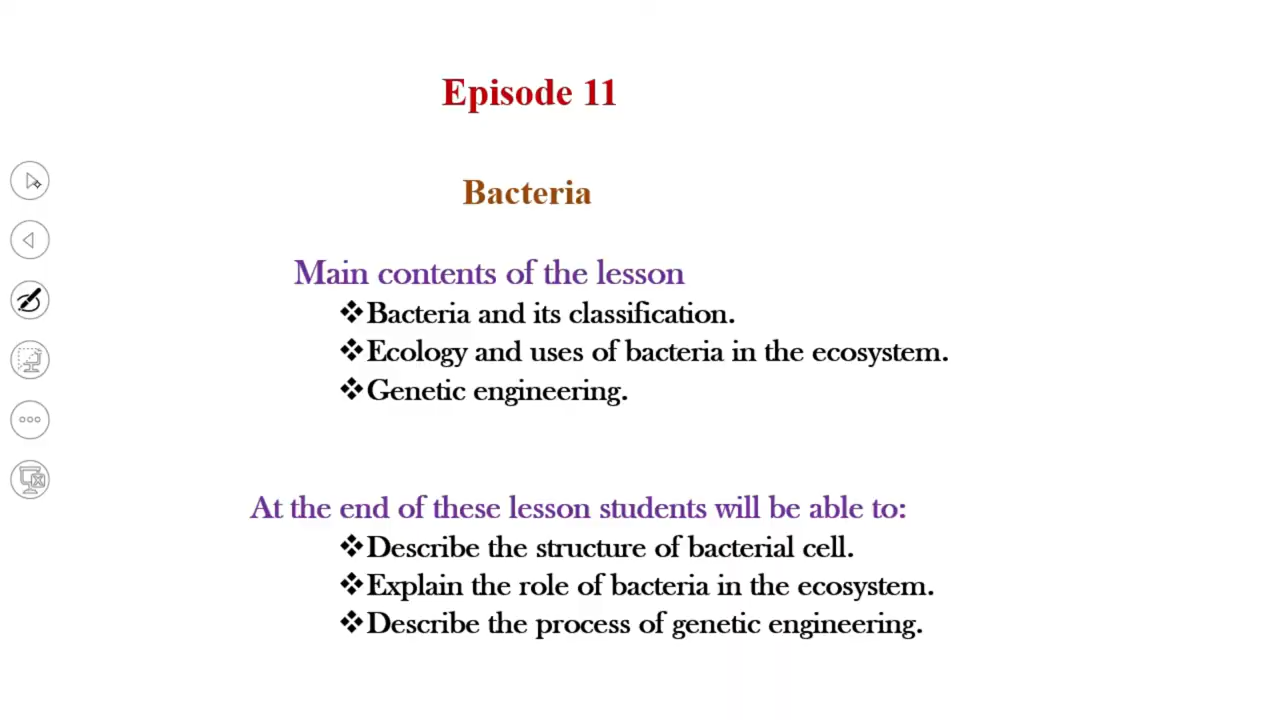 Episode 11
Bacteria
Main contents of the lesson
❖Bacteria and its classification.
❖Ecology and uses of bacteria in the ecosystem.
❖Genetic engineering.
At the end of these lesson students will be able to:
❖Describe the structure of bacterial cell.
❖Explain the role of bacteria in the ecosystem.
❖Describe the process of genetic engineering.